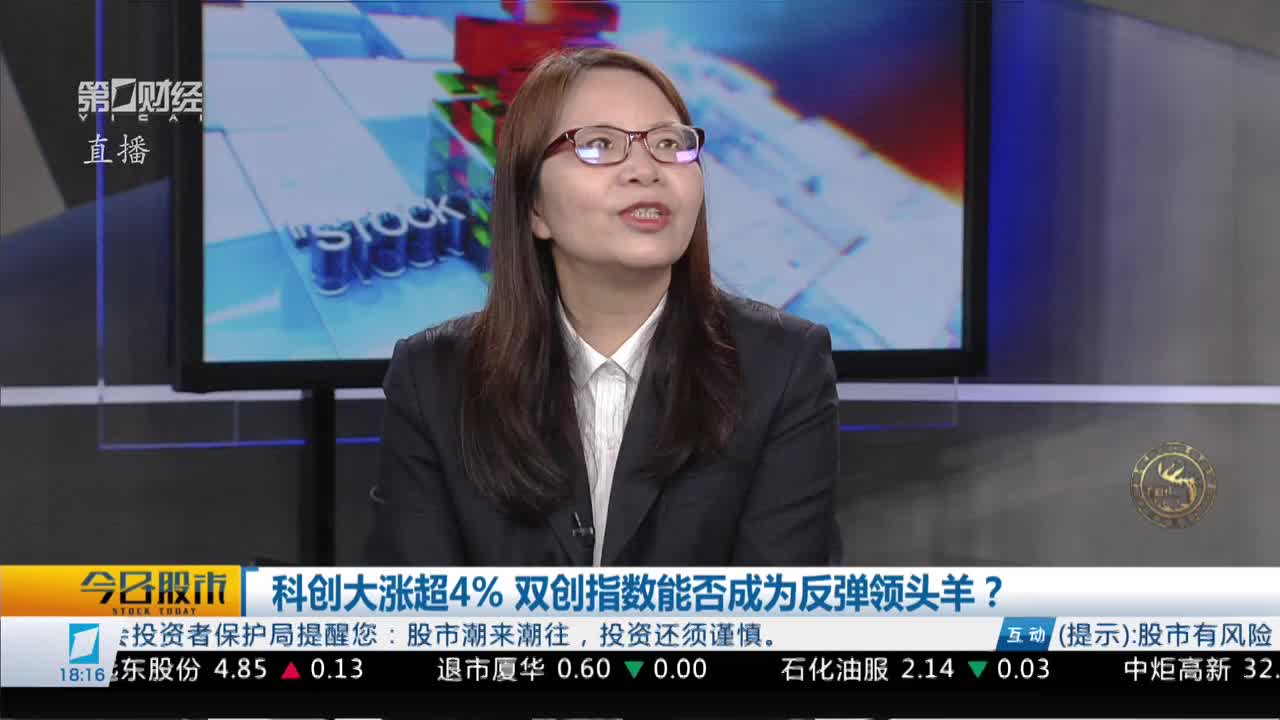 第一财经
YICAI
直播
"STOCK
今日股市
STOCK TODAY
科创大涨超4% 双创指数能否成为反弹领头羊？
投资者保护局提醒您：股市潮来潮往，投资还须谨慎。
互动
(提示):股市有风险
18:16
东股份 4.85 ▲ 0.13 退市厦华 0.60 ▼ 0.00 石化油服 2.14 ▼ 0.03 中炬高新 32.